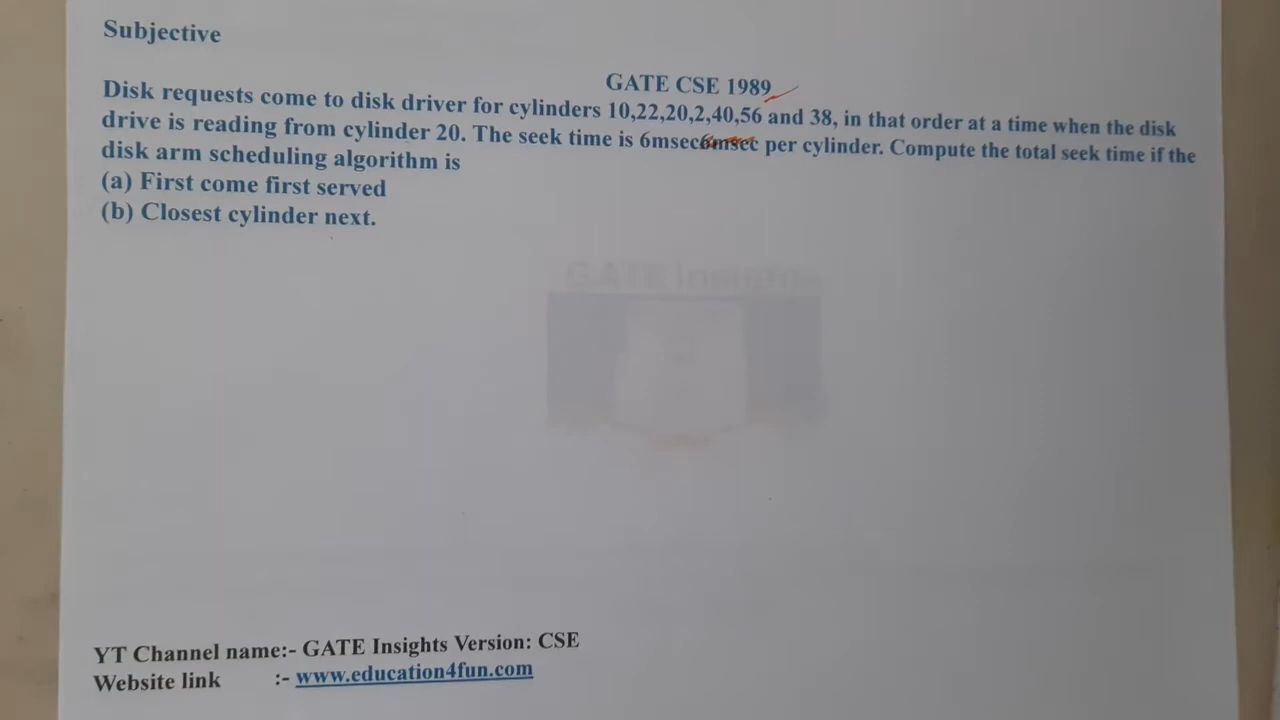 Subjective
GATE CSE 1989
Disk requests come to disk driver for cylinders 10,22,20,2,40,56 and 38, in that order at a time when the disk
drive is reading from cylinder 20. The seek time is 6msec6msec per cylinder. Compute the total seek time if the
disk arm scheduling algorithm is
(a) First come first served
(b) Closest cylinder next.
GATE Insights
YT Channel name:- GATE Insights Version: CSE
Website link :- www.education4fun.com